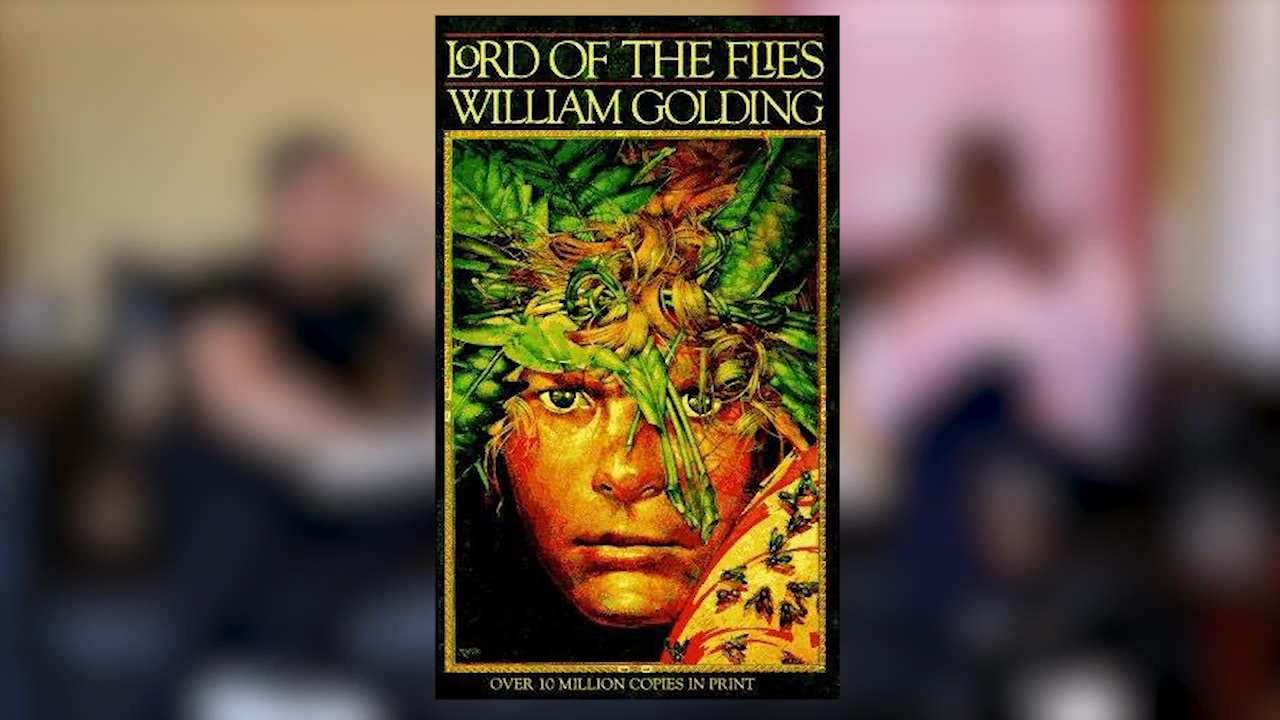 LORD OF THE FLIES
WILLIAM GOLDING
OVER 10 MILLION COPIES IN PRINT